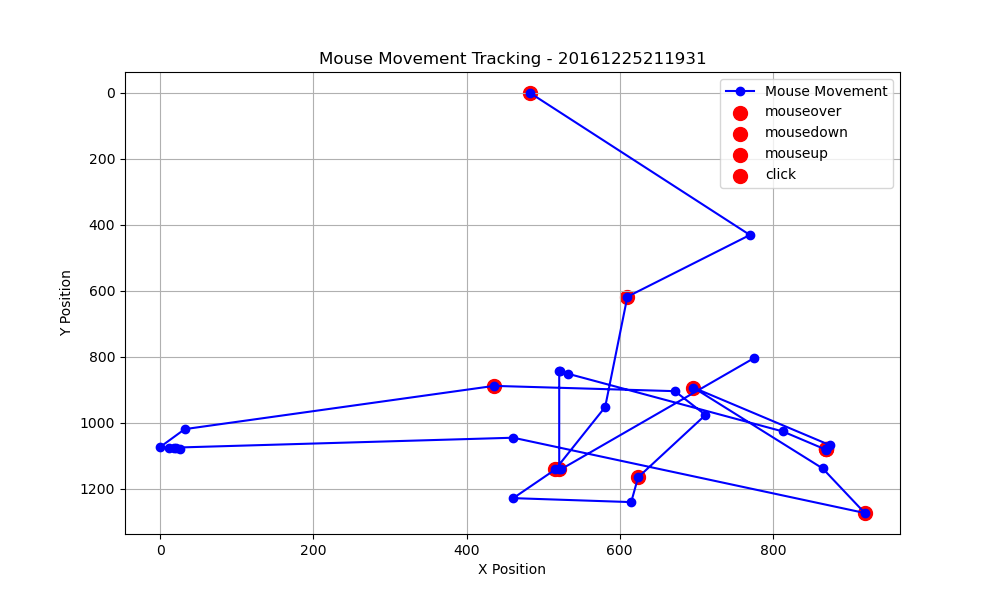 Mouse Movement Tracking - 20161225211931
Mouse Movement
mouseover
mousedown
mouseup
click
0
200
400
600
800
1000
1200
Y Position
0
200
400
600
800
X Position